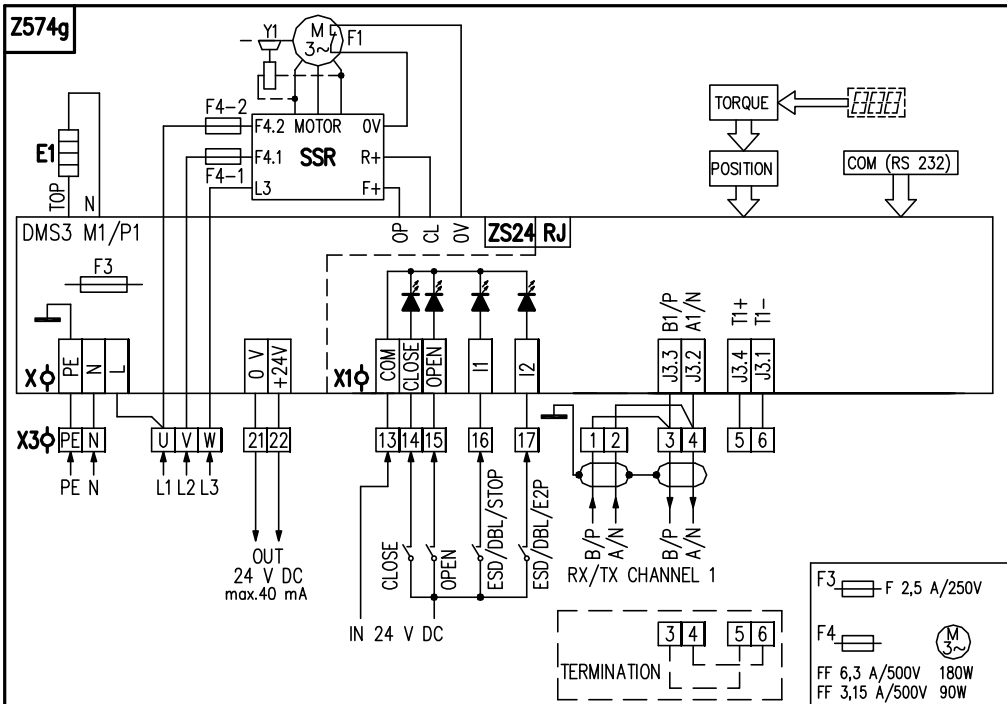 Z574g
Y1
M
3~
F1
F4-2
F4.2 MOTOR 0V
SSR
F4.1
R+
F4-1
L3
F+
E1
TOP
N
TORQUE
POSITION
COM (RS 232)
DMS3 M1/P1
OP
CL
0V
ZS24 RJ
F3
B1/P
A1/N
T1+
T1-
X
PE
N
L
0 V
+24V
X1
COM
CLOSE
OPEN
I1
I2
J3.3
J3.2
J3.4
J3.1
X3
PE N U V W 21 22 13 14 15 16 17 1 2 3 4 5 6
PE N L1 L2 L3
OUT
24 V DC
max.40 mA
CLOSE
OPEN
ESD/DBL/STOP
ESD/DBL/E2P
B/P
A/N
B/P
A/N
RX/TX CHANNEL 1
IN 24 V DC
3 4 5 6
TERMINATION
F3 F 2,5 A/250V
F4
M
3~
FF 6,3 A/500V 180W
FF 3,15 A/500V 90W